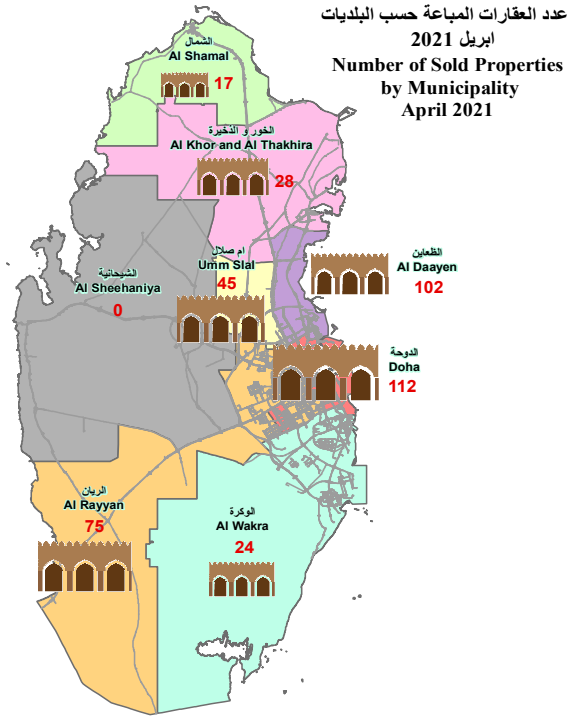 عدد العقارات المباعة حسب البلديات
ابريل 2021
Number of Sold Properties
by Municipality
April 2021
الشمال
Al Shamal
17
الخور و الذخيرة
Al Khor and Al Thakhira
28
ام صلال
Umm Slal
45
الظعاين
Al Daayen
102
الشيحانية
Al Sheehaniya
0
الدوحة
Doha
112
الريان
Al Rayyan
75
الوكرة
Al Wakra
24